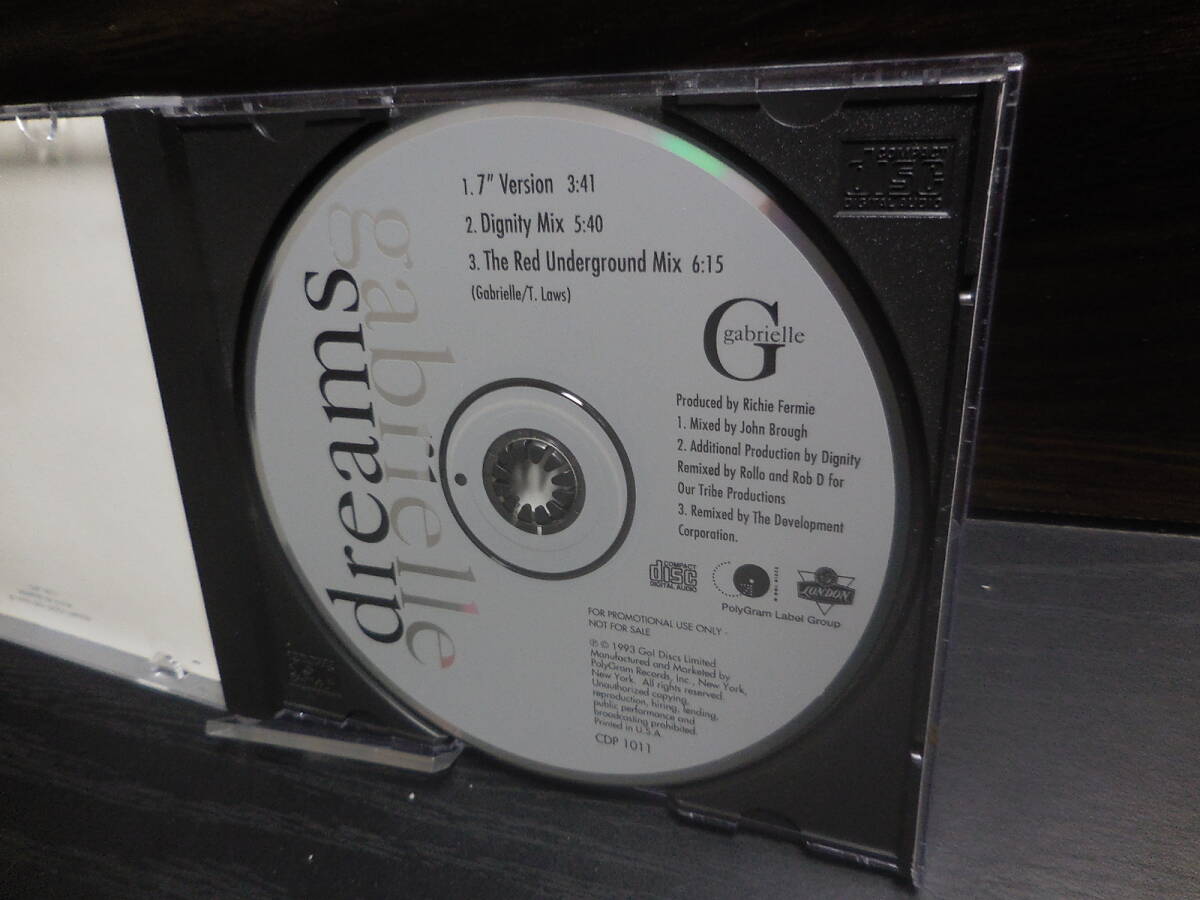 1. 7" Version 3:41
2. Dignity Mix 5:40
3. The Red Underground Mix 6:15
(Gabrielle/T. Laws)
dreams
gabrielle
G
gabrielle
Produced by Richie Fermie
1. Mixed by John Brough
2. Additional Production by Dignity
Remixed by Rollo and Rob D for
Our Tribe Productions
3. Remixed by The Development
Corporation.
COMPACT
disc
DIGITAL AUDIO
LONDON
PolyGram Label Group
FOR PROMOTIONAL USE ONLY -
NOT FOR SALE
℗ © 1993 Go! Discs Limited
Manufactured and Marketed by
PolyGram Records, Inc., New York,
New York. All rights reserved.
Unauthorized copying,
reproduction, hiring, lending,
public performance and
broadcasting prohibited.
Printed in U.S.A.
CDP 1011
COMPACT
DIGITAL AUDIO